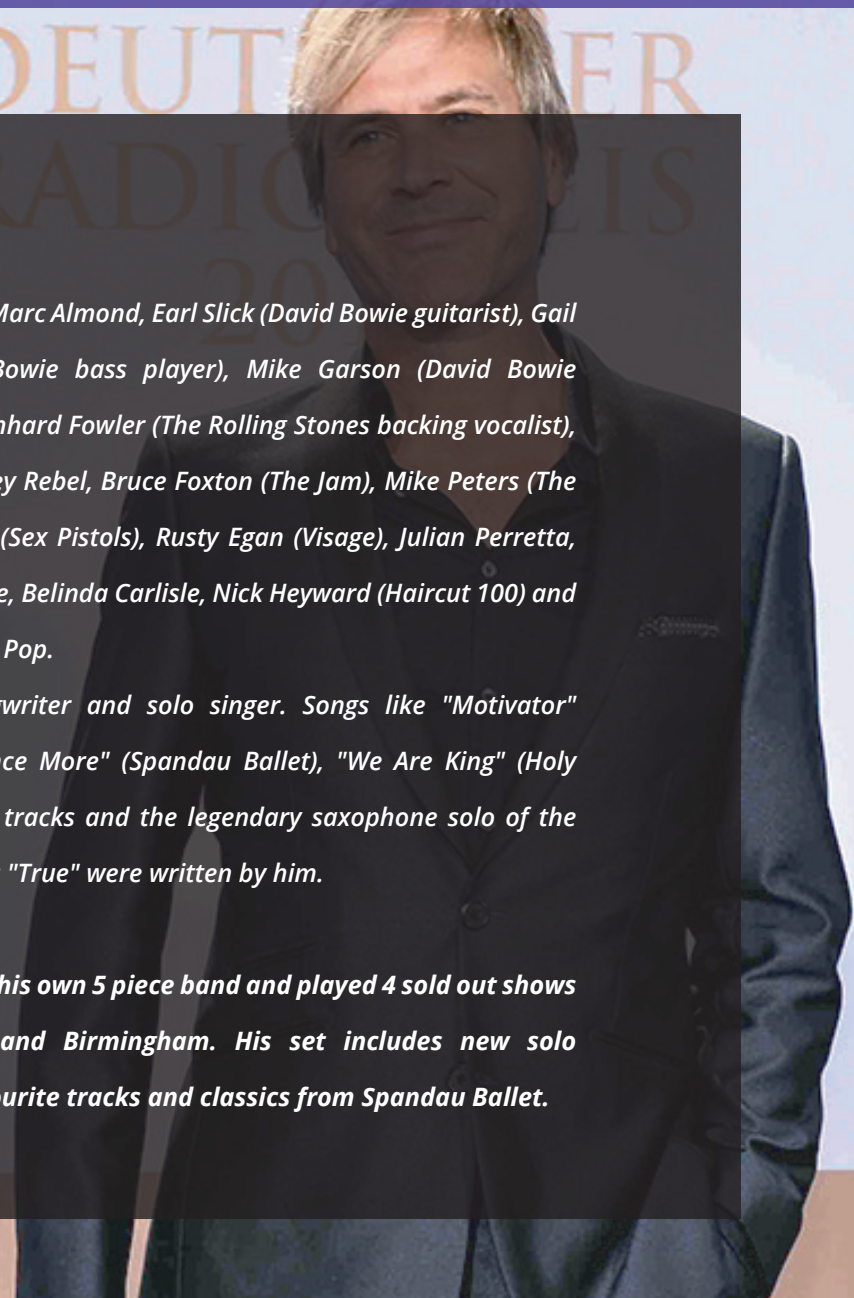 DEUT ER
RADIO EIS
20
Marc Almond, Earl Slick (David Bowie guitarist), Gail
Bowie bass player), Mike Garson (David Bowie
nhard Fowler (The Rolling Stones backing vocalist),
ey Rebel, Bruce Foxton (The Jam), Mike Peters (The
(Sex Pistols), Rusty Egan (Visage), Julian Perretta,
e, Belinda Carlisle, Nick Heyward (Haircut 100) and
Pop.
gwriter and solo singer. Songs like "Motivator"
nce More" (Spandau Ballet), "We Are King" (Holy
tracks and the legendary saxophone solo of the
"True" were written by him.
his own 5 piece band and played 4 sold out shows
and Birmingham. His set includes new solo
ourite tracks and classics from Spandau Ballet.